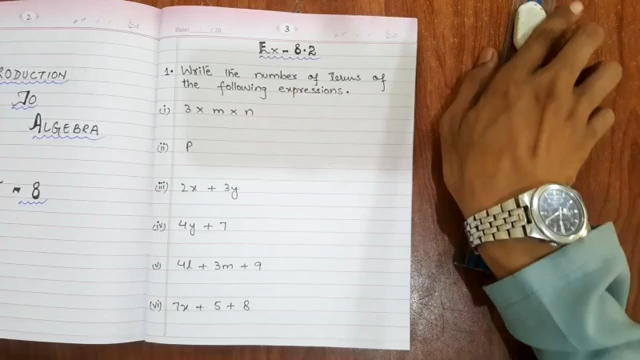 2
RODUCTION
TO
ALGEBRA
- 8
3
Ex - 8.2
1. Write the number of Terms of
the following expressions.
(i) 3 × m × n
(ii) P
(iii) 2x + 3y
(iv) 4y + 7
(v) 4l + 3m + 9
(vi) 7x + 5 + 8